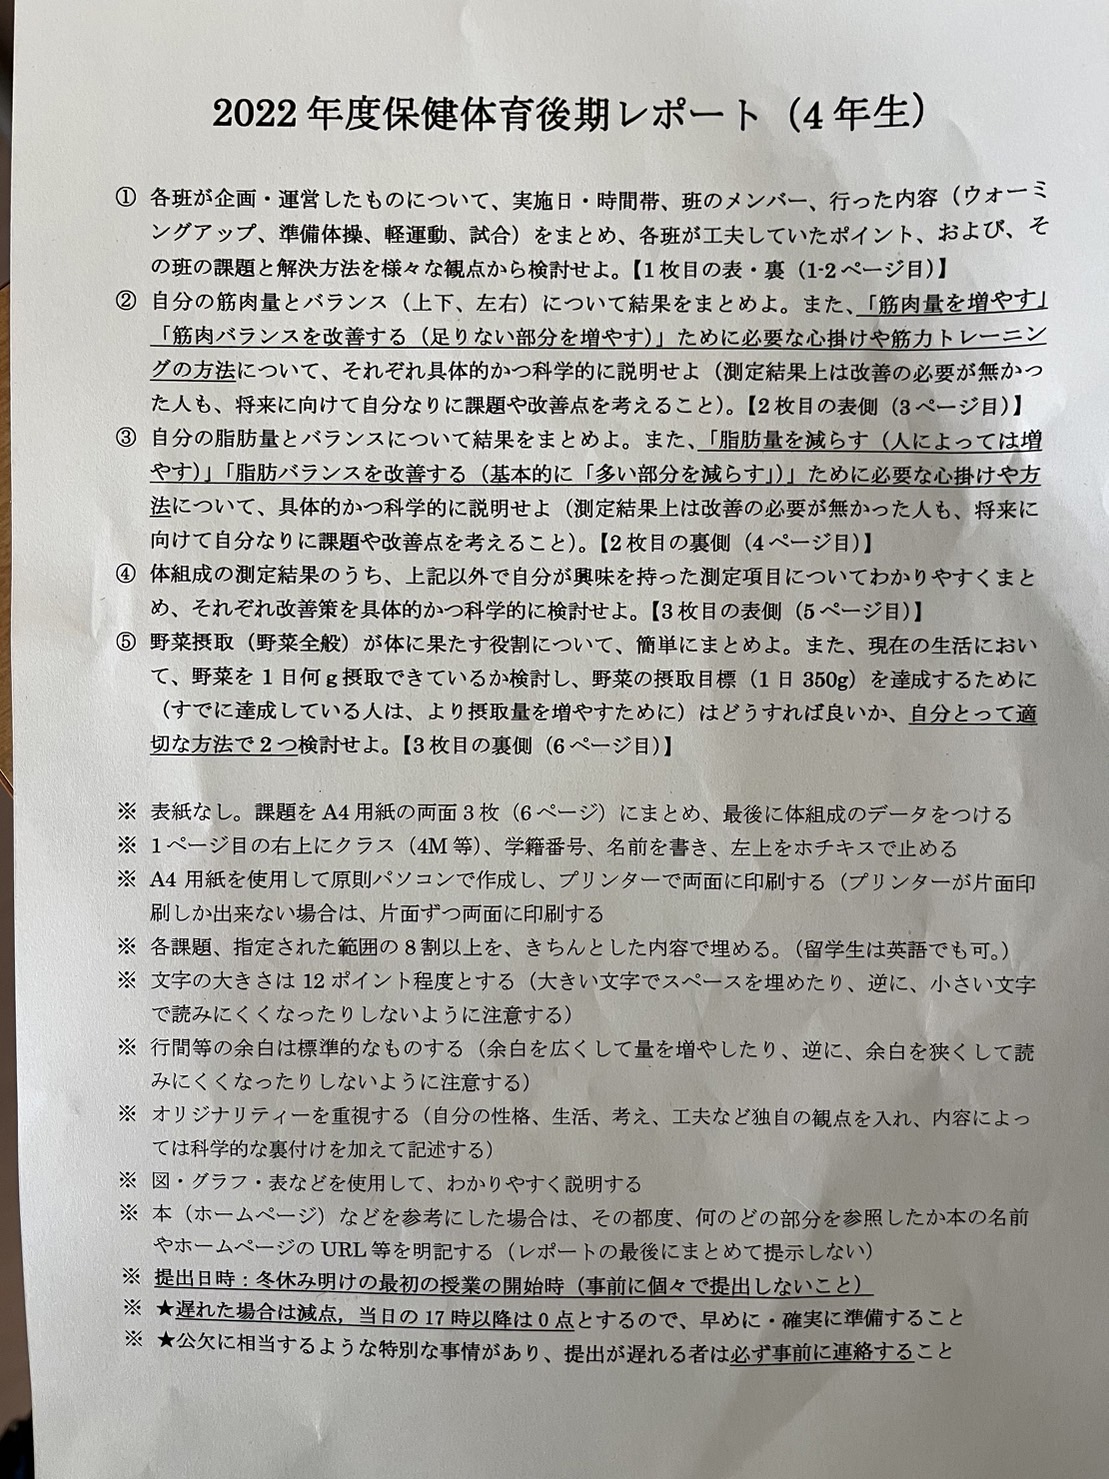 2022 年度保健体育後期レポート（4 年生）
① 各班が企画・運営したものについて、実施日・時間帯、班のメンバー、行った内容（ウォーミ
ングアップ、準備体操、軽運動、試合）をまとめ、各班が工夫していたポイント、および、そ
の班の課題と解決方法を様々な観点から検討せよ。【1 枚目の表・裏（1-2 ページ目）】
② 自分の筋肉量とバランス（上下、左右）について結果をまとめよ。また、「筋肉量を増やす」
「筋肉バランスを改善する（足りない部分を増やす）」ために必要な心掛けや筋力トレーニン
グの方法について、それぞれ具体的かつ科学的に説明せよ（測定結果上は改善の必要が無かっ
た人も、将来に向けて自分なりに課題や改善点を考えること）。【2 枚目の表側（3 ページ目）】
③ 自分の脂肪量とバランスについて結果をまとめよ。また、「脂肪量を減らす（人によっては増
やす）」「脂肪バランスを改善する（基本的に「多い部分を減らす」）」ために必要な心掛けや方
法について、具体的かつ科学的に説明せよ（測定結果上は改善の必要が無かった人も、将来に
向けて自分なりに課題や改善点を考えること）。【2 枚目の裏側（4 ページ目）】
④ 体組成の測定結果のうち、上記以外で自分が興味を持った測定項目についてわかりやすくまと
め、それぞれ改善策を具体的かつ科学的に検討せよ。【3 枚目の表側（5 ページ目）】
⑤ 野菜摂取（野菜全般）が体に果たす役割について、簡単にまとめよ。また、現在の生活におい
て、野菜を 1 日何 g 摂取できているか検討し、野菜の摂取目標（1 日 350g）を達成するために
（すでに達成している人は、より摂取量を増やすために）はどうすれば良いか、自分とって適
切な方法で 2 つ検討せよ。【3 枚目の裏側（6 ページ目）】
※ 表紙なし。課題を A4 用紙の両面 3 枚（6 ページ）にまとめ、最後に体組成のデータをつける
※ 1 ページ目の右上にクラス（4M 等）、学籍番号、名前を書き、左上をホチキスで止める
※ A4 用紙を使用して原則パソコンで作成し、プリンターで両面に印刷する（プリンターが片面印
刷しか出来ない場合は、片面ずつ両面に印刷する
※ 各課題、指定された範囲の 8 割以上を、きちんとした内容で埋める。（留学生は英語でも可。）
※ 文字の大きさは 12 ポイント程度とする（大きい文字でスペースを埋めたり、逆に、小さい文字
で読みにくくなったりしないように注意する）
※ 行間等の余白は標準的なものする（余白を広くして量を増やしたり、逆に、余白を狭くして読
みにくくなったりしないように注意する）
※ オリジナリティーを重視する（自分の性格、生活、考え、工夫など独自の観点を入れ、内容によっ
ては科学的な裏付けを加えて記述する）
※ 図・グラフ・表などを使用して、わかりやすく説明する
※ 本（ホームページ）などを参考にした場合は、その都度、何のどの部分を参照したか本の名前
やホームページの URL 等を明記する（レポートの最後にまとめて提示しない）
※ 提出日時：冬休み明けの最初の授業の開始時（事前に個々で提出しないこと）
※ ★遅れた場合は減点，当日の 17 時以降は 0 点とするので、早めに・確実に準備すること
※ ★公欠に相当するような特別な事情があり、提出が遅れる者は必ず事前に連絡すること